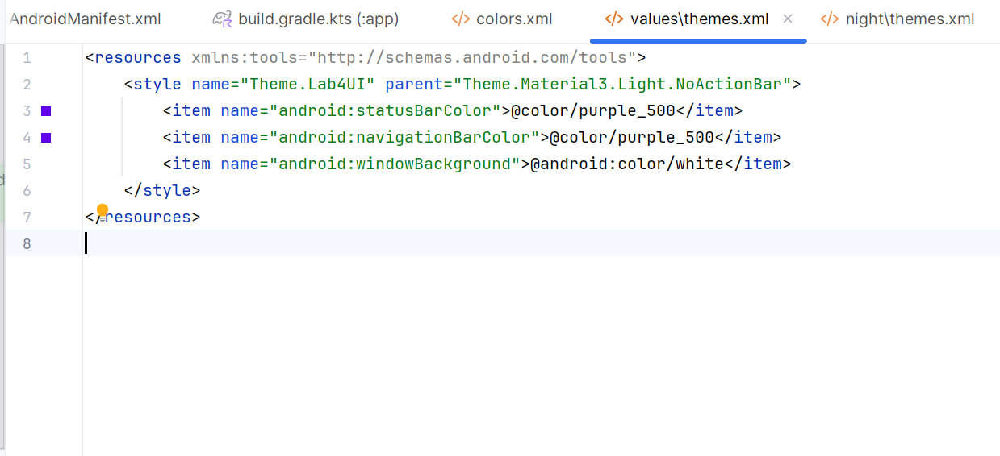 AndroidManifest.xml build.gradle.kts (:app) </> colors.xml </> values\themes.xml × </> night\themes.xml
1 <resources xmlns:tools="http://schemas.android.com/tools">
2 <style name="Theme.Lab4UI" parent="Theme.Material3.Light.NoActionBar">
3 <item name="android:statusBarColor">@color/purple_500</item>
4 <item name="android:navigationBarColor">@color/purple_500</item>
5 <item name="android:windowBackground">@android:color/white</item>
6 </style>
7 </resources>
8